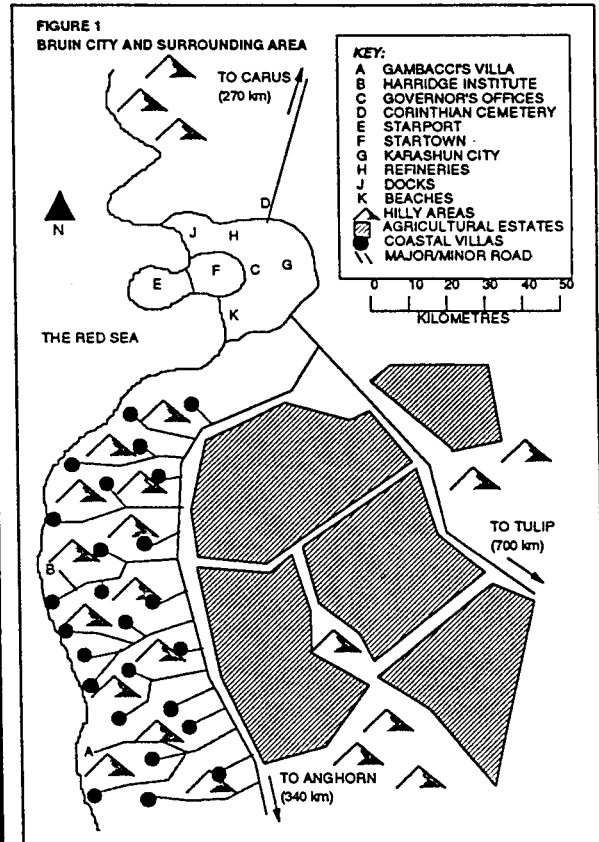 FIGURE 1
BRUIN CITY AND SURROUNDING AREA
TO CARUS
(270 km)
KEY:
A GAMBACCI'S VILLA
B HARRIDGE INSTITUTE
C GOVERNOR'S OFFICES
D CORINTHIAN CEMETERY
E STARPORT
F STARTOWN
G KARASHUN CITY
H REFINERIES
J DOCKS
K BEACHES
HILLY AREAS
AGRICULTURAL ESTATES
COASTAL VILLAS
MAJOR/MINOR ROAD
0 10 20 30 40 50
KILOMETRES
N
D
J
H
F
C
G
E
K
THE RED SEA
TO TULIP
(700 km)
B
A
TO ANGHORN
(340 km)